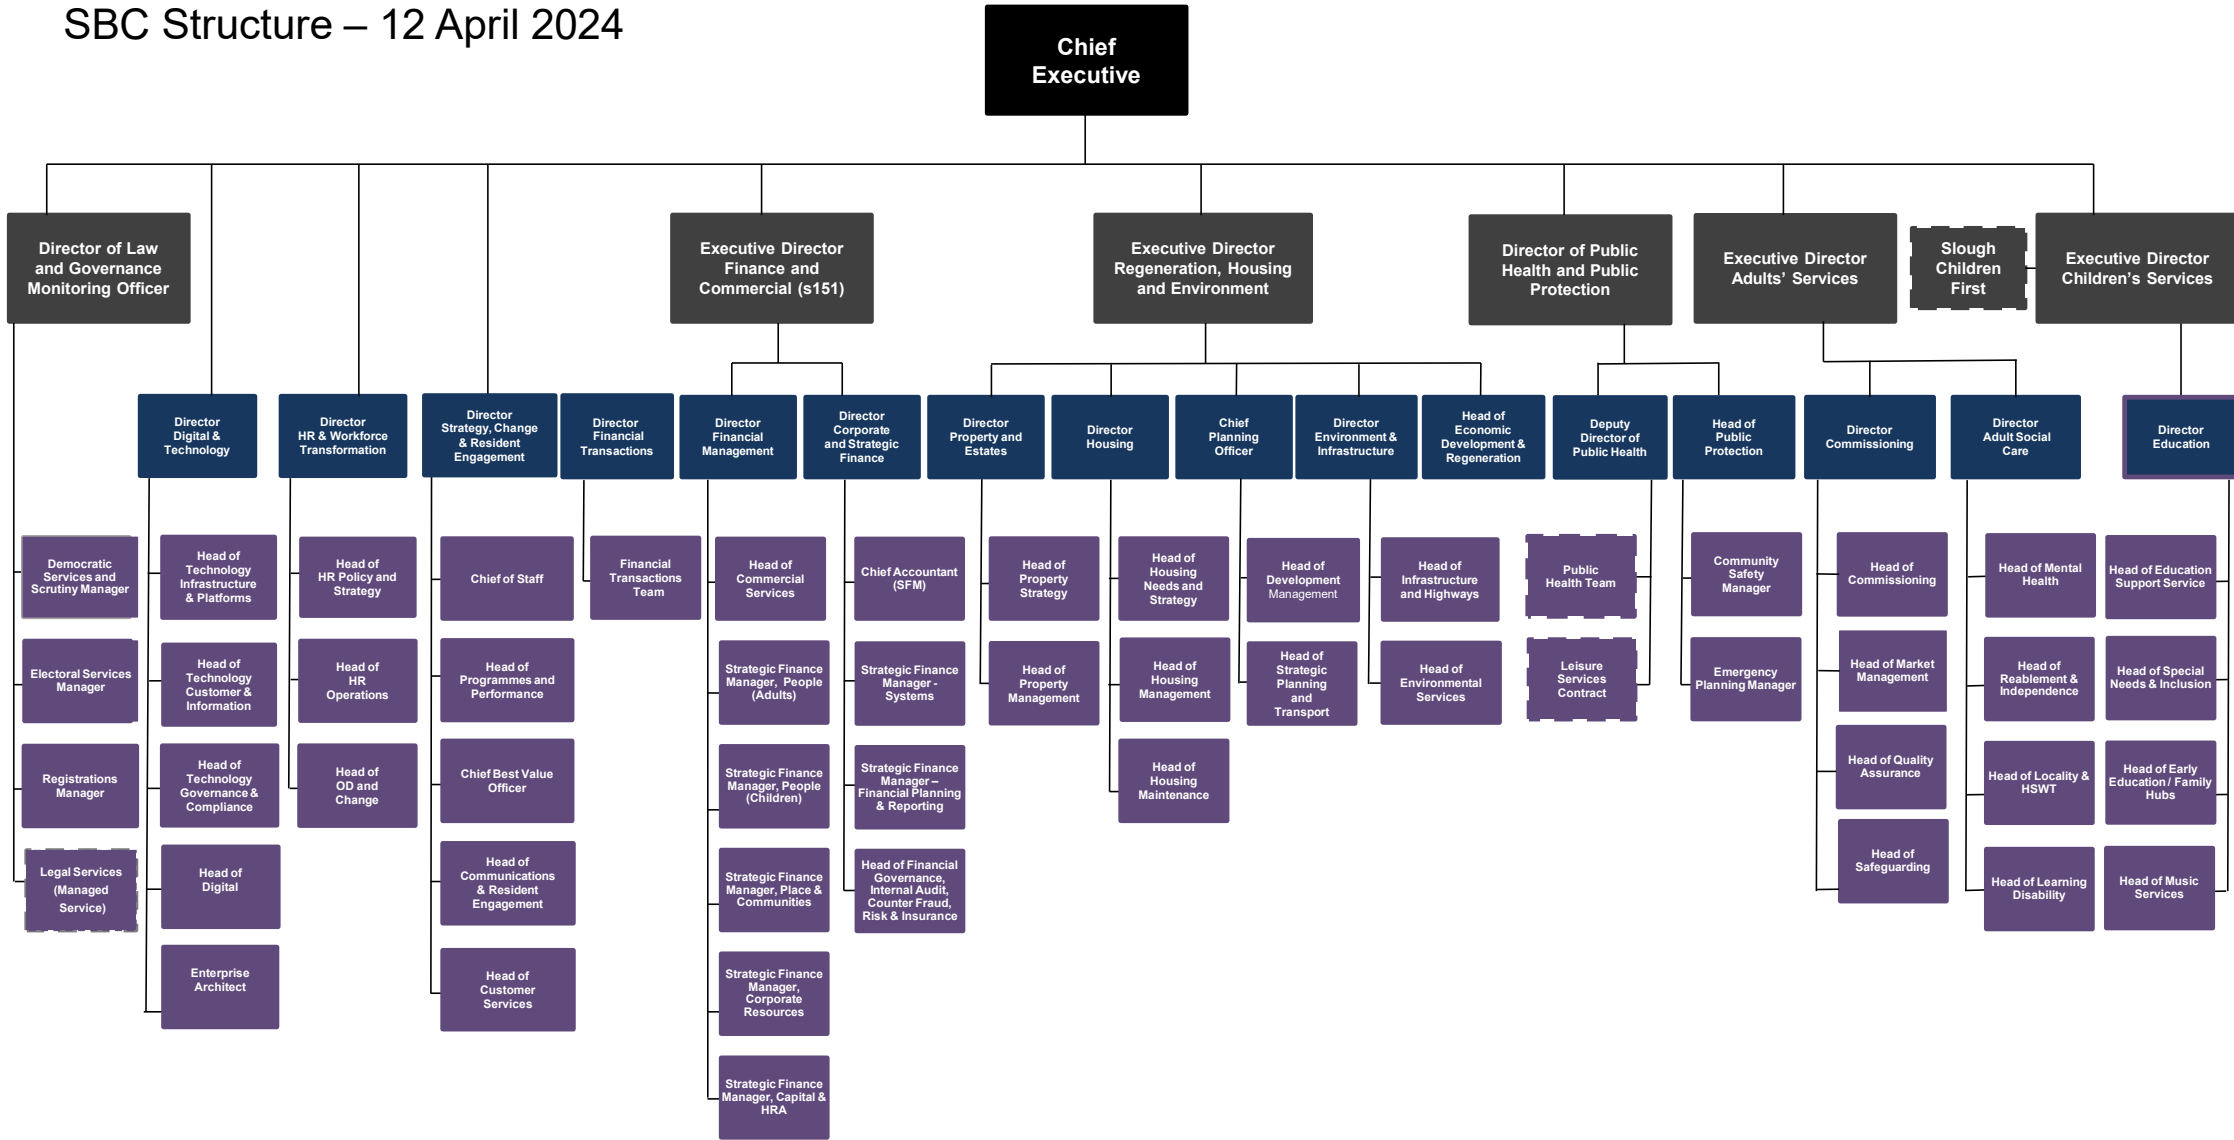 SBC Structure – 12 April 2024
Chief
Executive
Director of Law
and Governance
Monitoring Officer
Executive Director
Finance and
Commercial (s151)
Executive Director
Regeneration, Housing
and Environment
Director of Public
Health and Public
Protection
Executive Director
Adults’ Services
Slough
Children
First
Executive Director
Children’s Services
Director
Digital &
Technology
Director
HR & Workforce
Transformation
Director
Strategy, Change
& Resident
Engagement
Director
Financial
Transactions
Director
Financial
Management
Director
Corporate
and Strategic
Finance
Director
Property and
Estates
Director
Housing
Chief
Planning
Officer
Director
Environment &
Infrastructure
Head of
Economic
Development &
Regeneration
Deputy
Director of
Public Health
Head of
Public
Protection
Director
Commissioning
Director
Adult Social
Care
Director
Education
Democratic
Services and
Scrutiny Manager
Electoral Services
Manager
Registrations
Manager
Legal Services
(Managed
Service)
Head of
Technology
Infrastructure
& Platforms
Head of
Technology
Customer &
Information
Head of
Technology
Governance &
Compliance
Head of
Digital
Enterprise
Architect
Head of
HR Policy and
Strategy
Head of
HR
Operations
Head of
OD and
Change
Chief of Staff
Head of
Programmes and
Performance
Chief Best Value
Officer
Head of
Communications
& Resident
Engagement
Head of
Customer
Services
Financial
Transactions
Team
Head of
Commercial
Services
Strategic Finance
Manager, People
(Adults)
Strategic Finance
Manager, People
(Children)
Strategic Finance
Manager, Place &
Communities
Strategic Finance
Manager,
Corporate
Resources
Strategic Finance
Manager, Capital &
HRA
Chief Accountant
(SFM)
Strategic Finance
Manager -
Systems
Strategic Finance
Manager –
Financial Planning
& Reporting
Head of Financial
Governance,
Internal Audit,
Counter Fraud,
Risk & Insurance
Head of
Property
Strategy
Head of
Property
Management
Head of
Housing
Needs and
Strategy
Head of
Housing
Management
Head of
Housing
Maintenance
Head of
Development
Management
Head of
Strategic
Planning
and
Transport
Head of
Infrastructure
and Highways
Head of
Environmental
Services
Public
Health Team
Leisure
Services
Contract
Community
Safety
Manager
Emergency
Planning Manager
Head of
Commissioning
Head of Market
Management
Head of Quality
Assurance
Head of
Safeguarding
Head of Mental
Health
Head of
Reablement &
Independence
Head of Locality &
HSWT
Head of Learning
Disability
Head of Education
Support Service
Head of Special
Needs & Inclusion
Head of Early
Education / Family
Hubs
Head of Music
Services